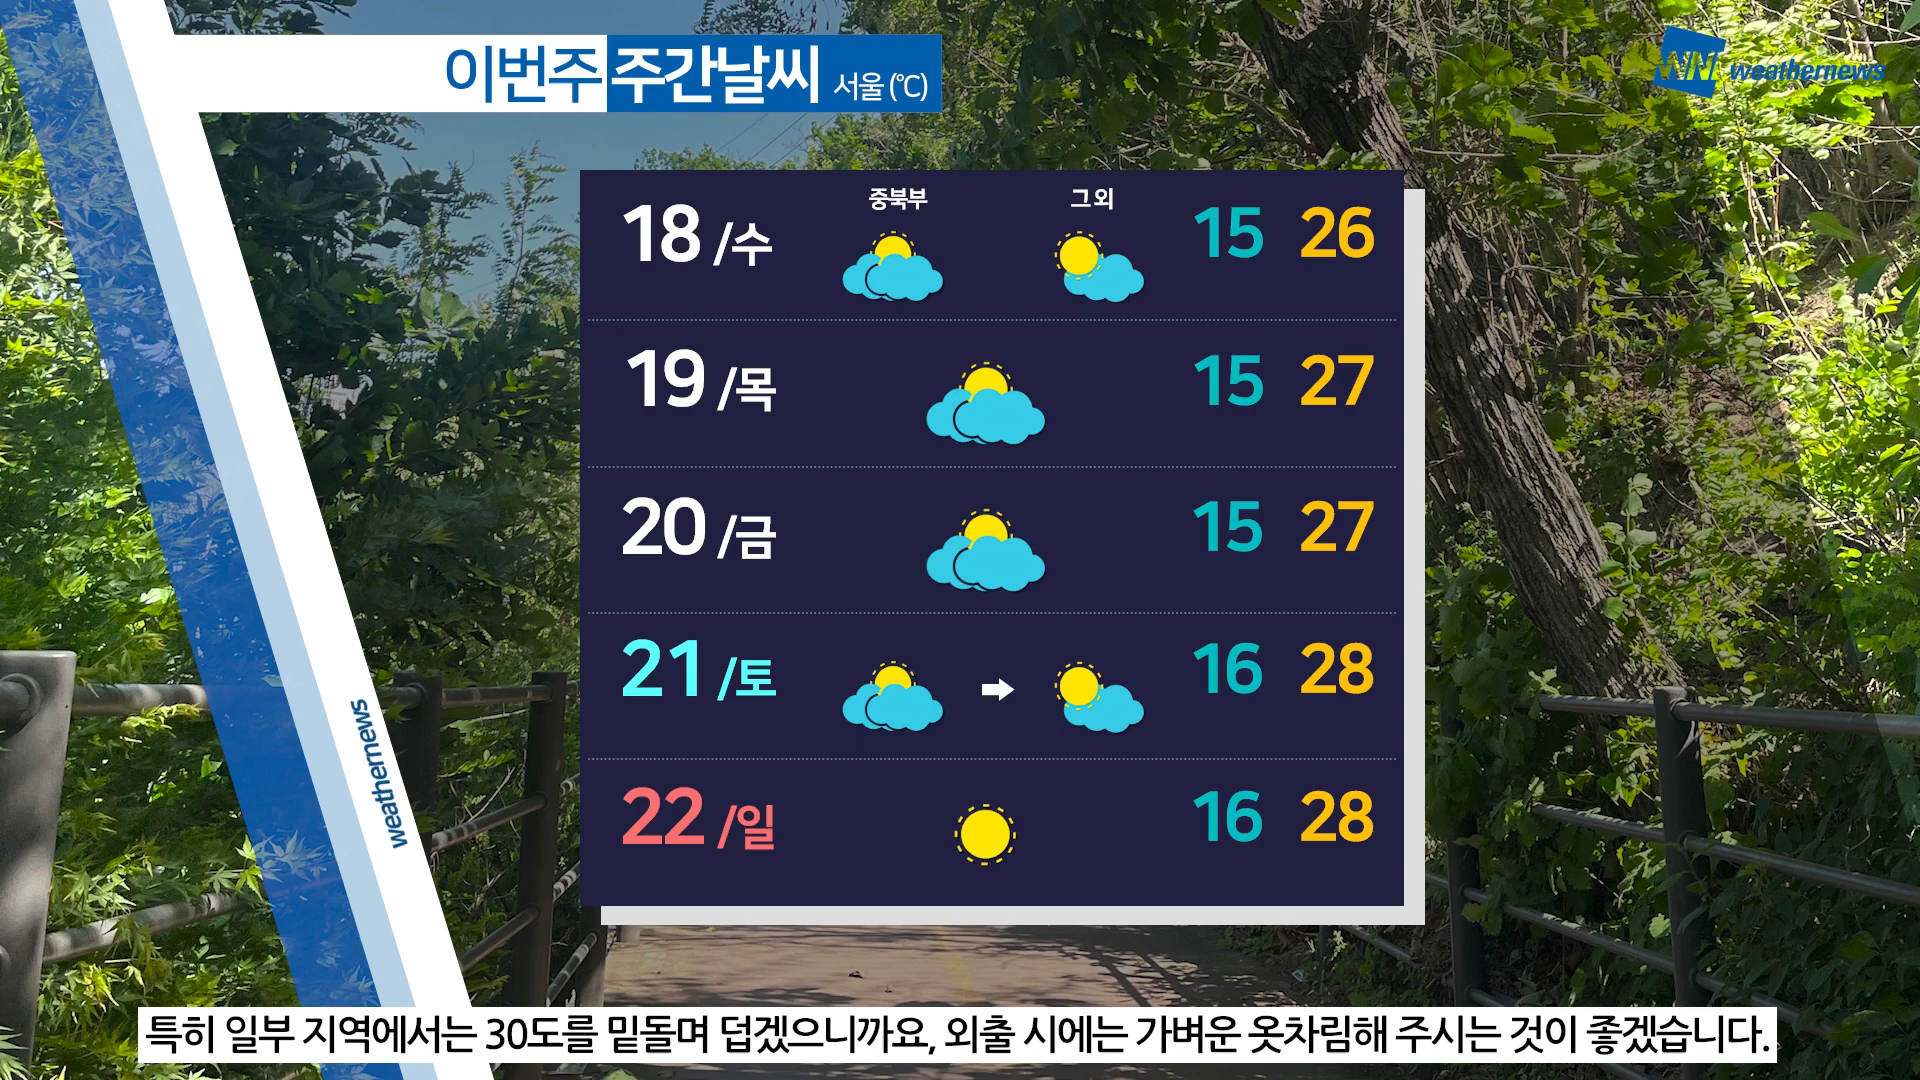 이번주 주간날씨 서울 (℃)
WNI weathernews
중북부 그 외
18 /수 15 26
19 /목 15 27
20 /금 15 27
21 /토 16 28
22 /일 16 28
weathernews
특히 일부 지역에서는 30도를 밑돌며 덥겠으니까요, 외출 시에는 가벼운 옷차림해 주시는 것이 좋겠습니다.